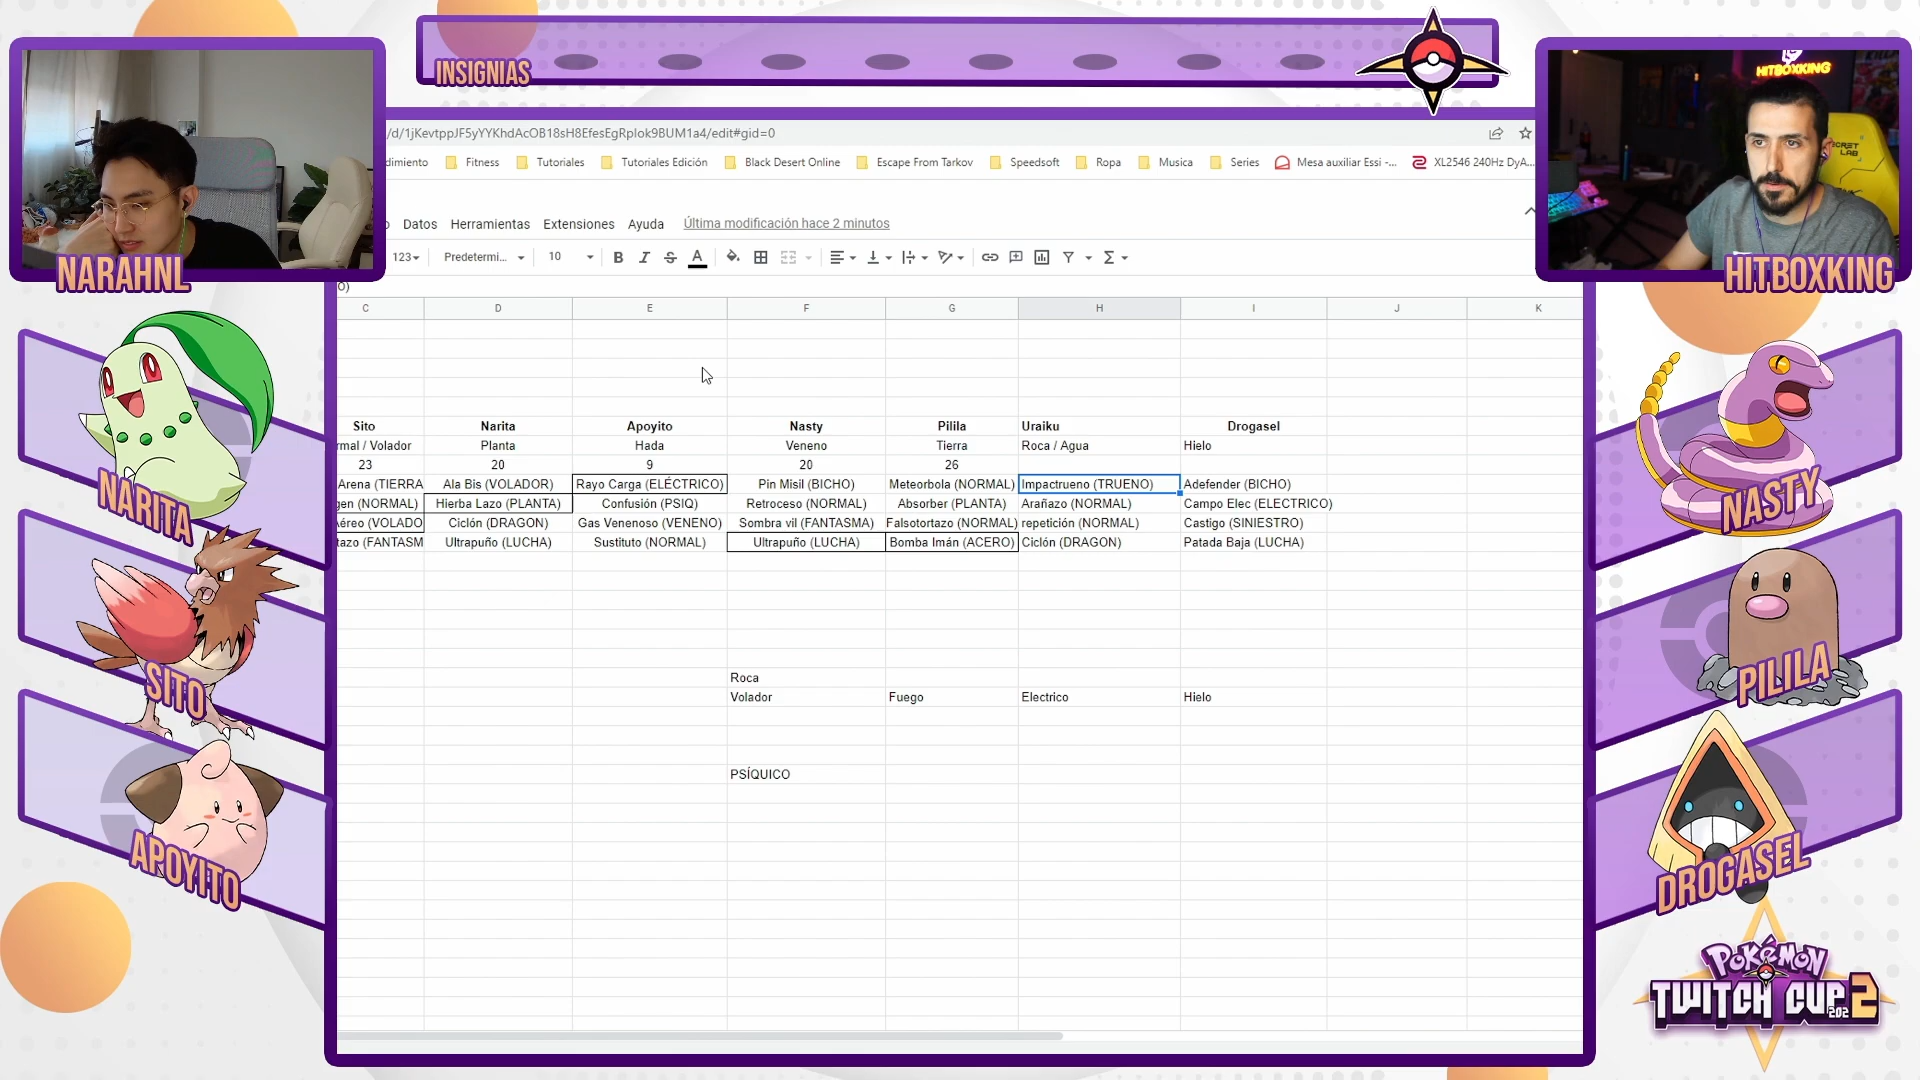 INSIGNIAS
HITBOXKING
NARAHNL
HITBOXKING
/d/1jKevtppJF5yYYKhdAcOB18sH8EfesEgRplok9BUM1a4/edit#gid=0
dimiento Fitness Tutoriales Tutoriales Edición Black Desert Online Escape From Tarkov Speedsoft Ropa Musica Series Mesa auxiliar Essi -... XL2546 240Hz DyA...
Datos Herramientas Extensiones Ayuda Última modificación hace 2 minutos
123 Predetermi... 10 B I S A
O)
C D E F G H I J K
Sito Narita Apoyito Nasty Pilila Uraiku Drogasel
rmal / Volador Planta Hada Veneno Tierra Roca / Agua Hielo
23 20 9 20 26
Arena (TIERRA Ala Bis (VOLADOR) Rayo Carga (ELÉCTRICO) Pin Misil (BICHO) Meteorbola (NORMAL) Impactrueno (TRUENO) Adefender (BICHO)
gen (NORMAL) Hierba Lazo (PLANTA) Confusión (PSIQ) Retroceso (NORMAL) Absorber (PLANTA) Arañazo (NORMAL) Campo Elec (ELECTRICO)
Aéreo (VOLADO Ciclón (DRAGON) Gas Venenoso (VENENO) Sombra vil (FANTASMA) Falsotortazo (NORMAL) repetición (NORMAL) Castigo (SINIESTRO)
tazo (FANTASM Ultrapuño (LUCHA) Sustituto (NORMAL) Ultrapuño (LUCHA) Bomba Imán (ACERO) Ciclón (DRAGON) Patada Baja (LUCHA)
Roca
Volador Fuego Electrico Hielo
PSÍQUICO
NARITA
SITO
APOYITO
NASTY
PILILA
DROGASEL
POKÉMON
TWITCH CUP 2